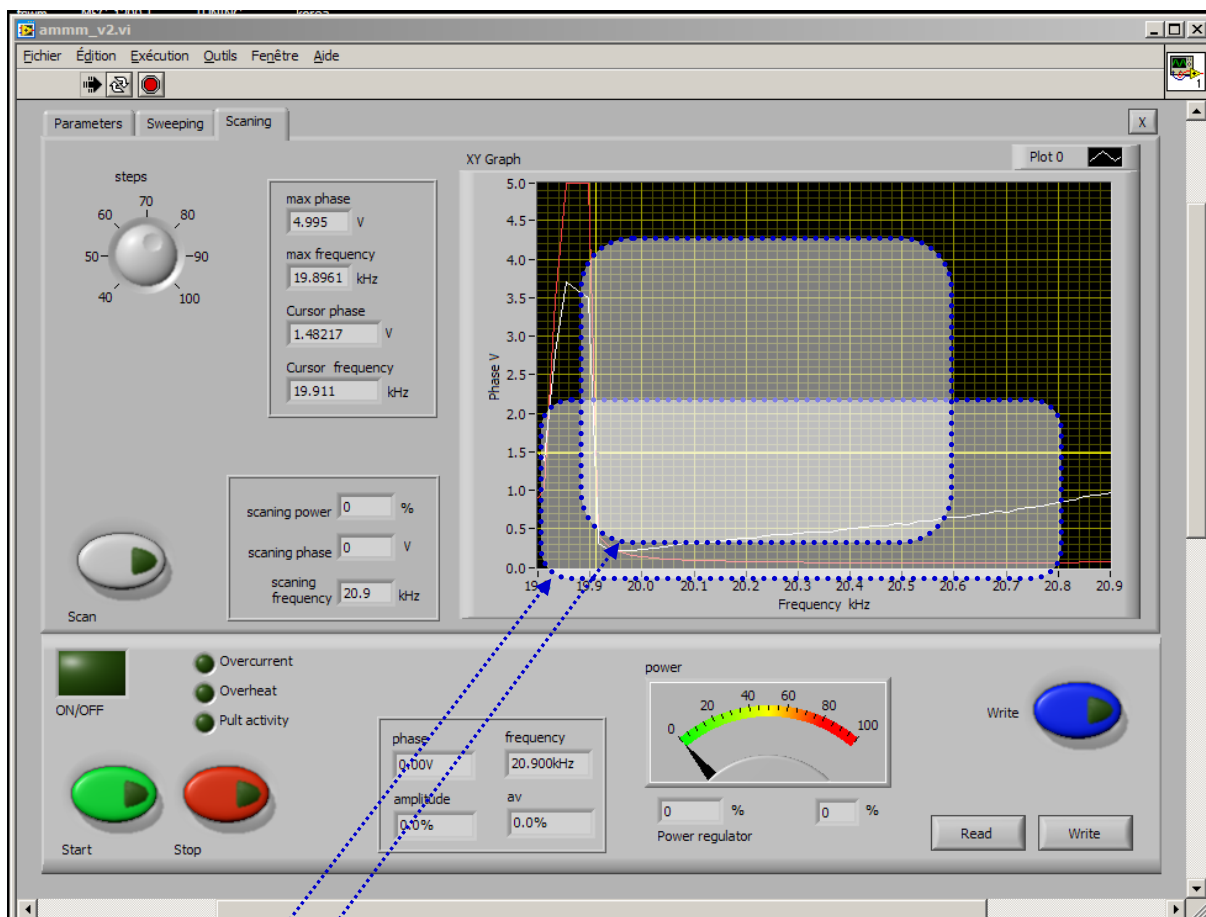 ammm_v2.vi
Fichier Édition Exécution Outils Fenêtre Aide
1
Parameters Sweeping Scaning X
steps
40 50 60 70 80 90 100
max phase
4.995 V
max frequency
19.8961 kHz
Cursor phase
1.48217 V
Cursor frequency
19.911 kHz
scaning power 0 %
scaning phase 0 V
scaning
frequency 20.9 kHz
Scan
XY Graph
Plot 0
5.0
4.5
4.0
3.5
3.0
2.5
2.0
1.5
1.0
0.5
0.0
Phase V
19.9 20.0 20.1 20.2 20.3 20.4 20.5 20.6 20.7 20.8 20.9
Frequency kHz
ON/OFF
Overcurrent
Overheat
Pult activity
Start
Stop
phase frequency
0.00V 20.900kHz
amplitude av
0.0% 0.0%
power
0 20 40 60 80 100
0 % 0 %
Power regulator
Write
Read Write